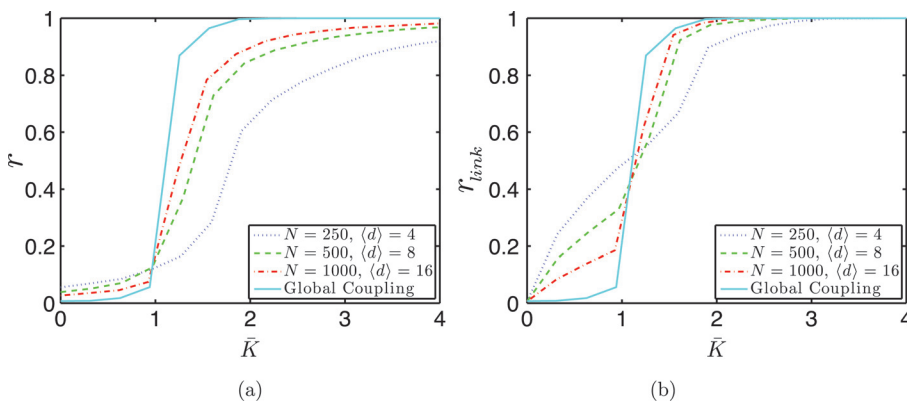 1
0.8
0.6
0.4
0.2
0
r
0 1 2 3 4
K̄
N = 250, ⟨d⟩ = 4
N = 500, ⟨d⟩ = 8
N = 1000, ⟨d⟩ = 16
Global Coupling
(a)
1
0.8
0.6
0.4
0.2
0
r_link
0 1 2 3 4
K̄
N = 250, ⟨d⟩ = 4
N = 500, ⟨d⟩ = 8
N = 1000, ⟨d⟩ = 16
Global Coupling
(b)